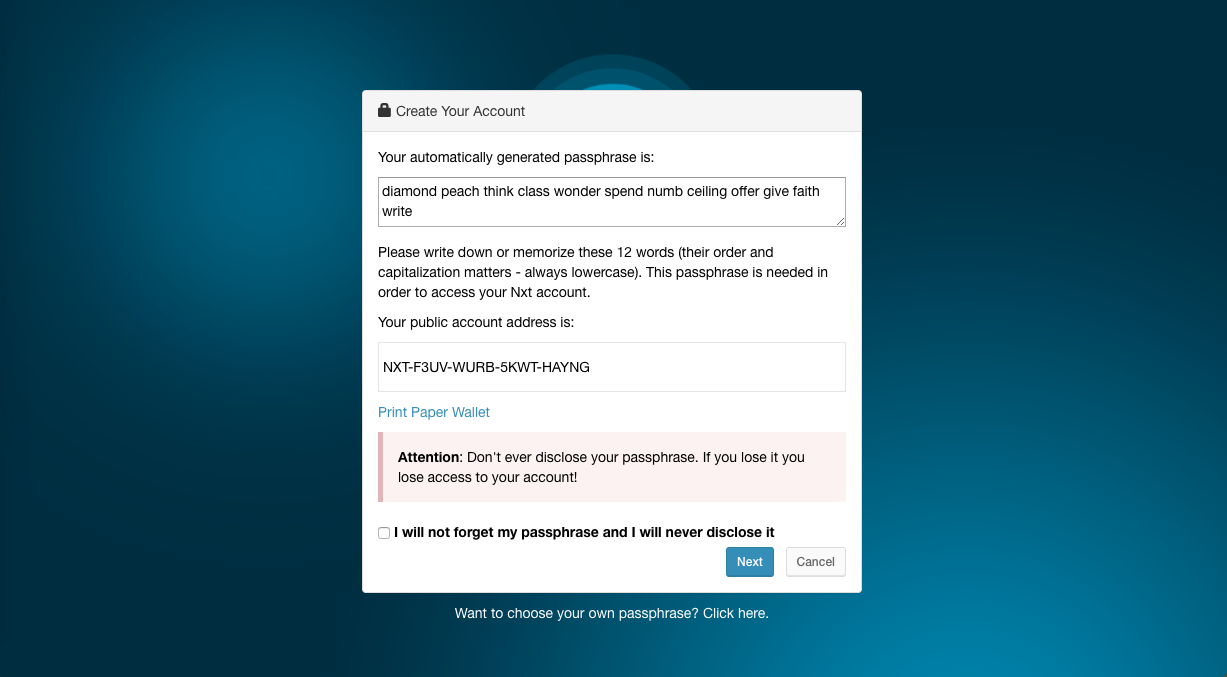 Create Your Account
Your automatically generated passphrase is:
diamond peach think class wonder spend numb ceiling offer give faith
write
Please write down or memorize these 12 words (their order and
capitalization matters - always lowercase). This passphrase is needed in
order to access your Nxt account.
Your public account address is:
NXT-F3UV-WURB-5KWT-HAYNG
Print Paper Wallet
Attention: Don't ever disclose your passphrase. If you lose it you
lose access to your account!
I will not forget my passphrase and I will never disclose it
Next Cancel
Want to choose your own passphrase? Click here.